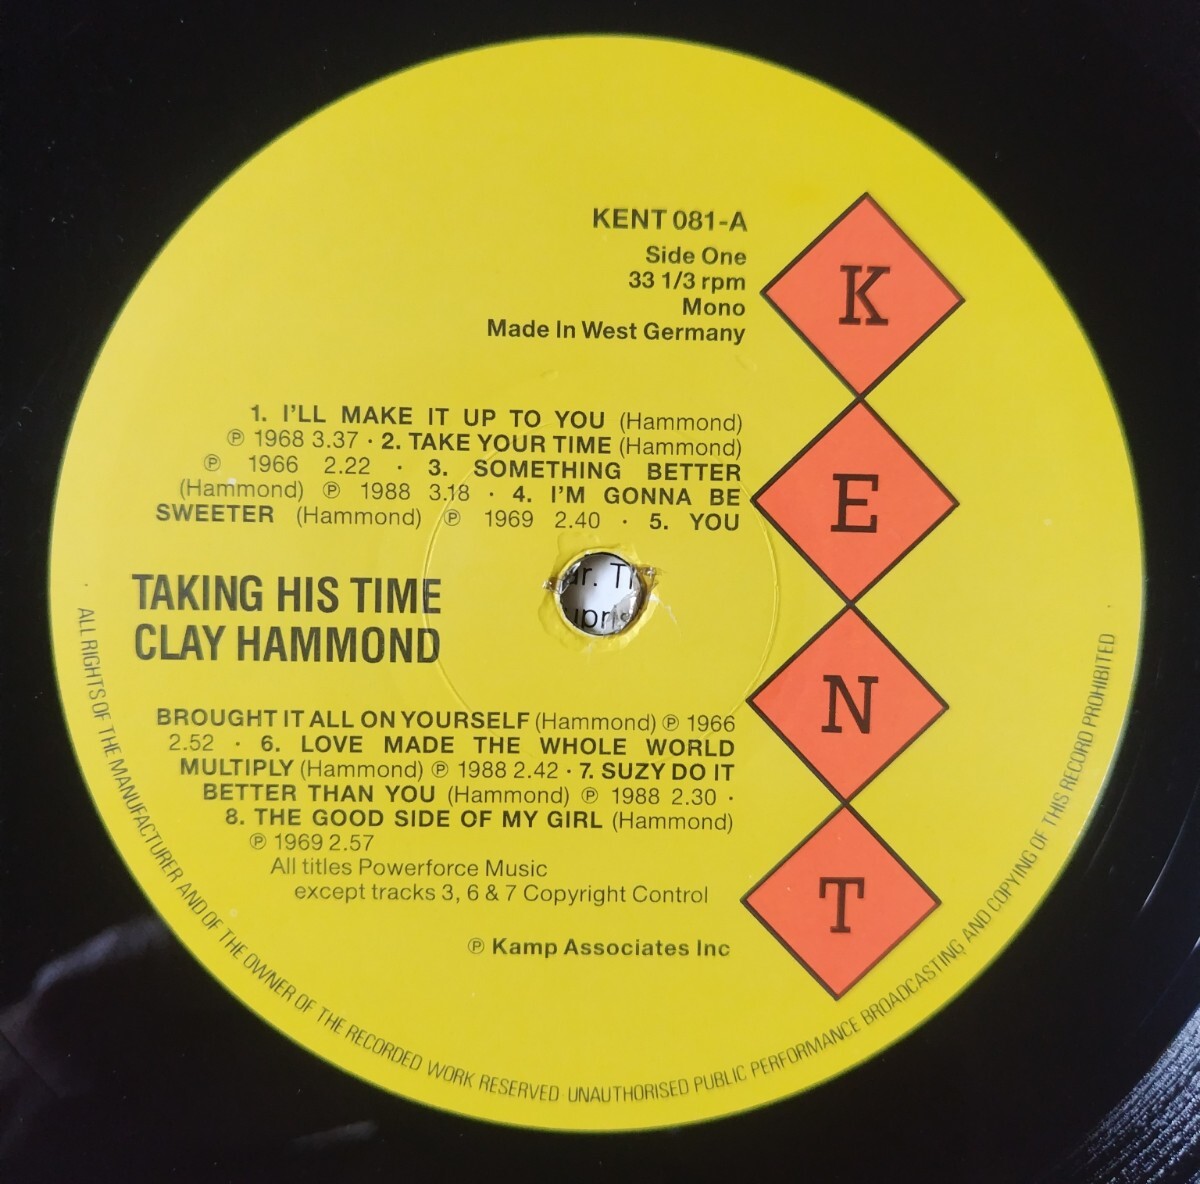 KENT 081-A
Side One
33 1/3 rpm
Mono
Made In West Germany
K
E
N
T
1. I'LL MAKE IT UP TO YOU (Hammond)
℗ 1968 3.37 · 2. TAKE YOUR TIME (Hammond)
℗ 1966 2.22 · 3. SOMETHING BETTER
(Hammond) ℗ 1988 3.18 · 4. I'M GONNA BE
SWEETER (Hammond) ℗ 1969 2.40 · 5. YOU
TAKING HIS TIME
CLAY HAMMOND
BROUGHT IT ALL ON YOURSELF (Hammond) ℗ 1966
2.52 · 6. LOVE MADE THE WHOLE WORLD
MULTIPLY (Hammond) ℗ 1988 2.42 · 7. SUZY DO IT
BETTER THAN YOU (Hammond) ℗ 1988 2.30 ·
8. THE GOOD SIDE OF MY GIRL (Hammond)
℗ 1969 2.57
All titles Powerforce Music
except tracks 3, 6 & 7 Copyright Control
℗ Kamp Associates Inc
ALL RIGHTS OF THE MANUFACTURER AND OF THE OWNER OF THE RECORDED WORK RESERVED UNAUTHORISED PUBLIC PERFORMANCE BROADCASTING AND COPYING OF THIS RECORD PROHIBITED